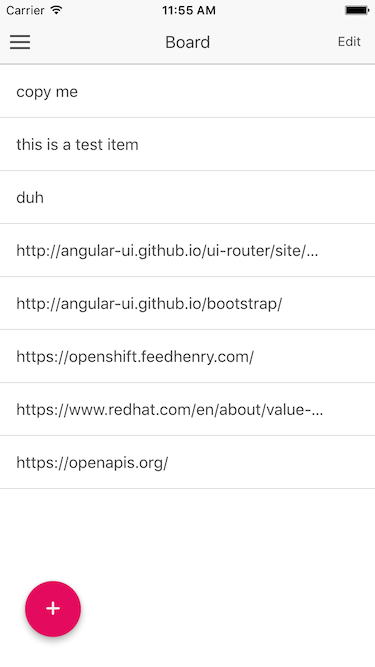 Carrier 11:55 AM
Board Edit
copy me
this is a test item
duh
http://angular-ui.github.io/ui-router/site/...
http://angular-ui.github.io/bootstrap/
https://openshift.feedhenry.com/
https://www.redhat.com/en/about/value-...
https://openapis.org/
+